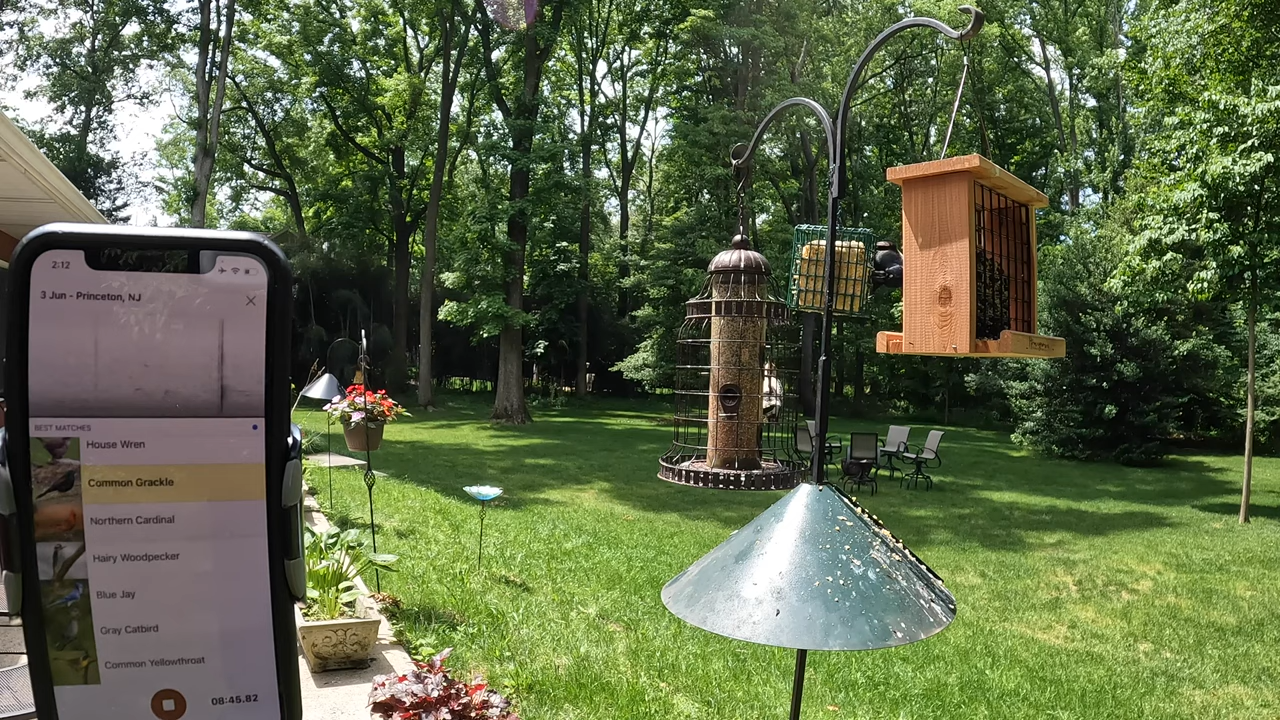 2:12
3 Jun - Princeton, NJ
BEST MATCHES
House Wren
Common Grackle
Northern Cardinal
Hairy Woodpecker
Blue Jay
Gray Catbird
Common Yellowthroat
08:45.82